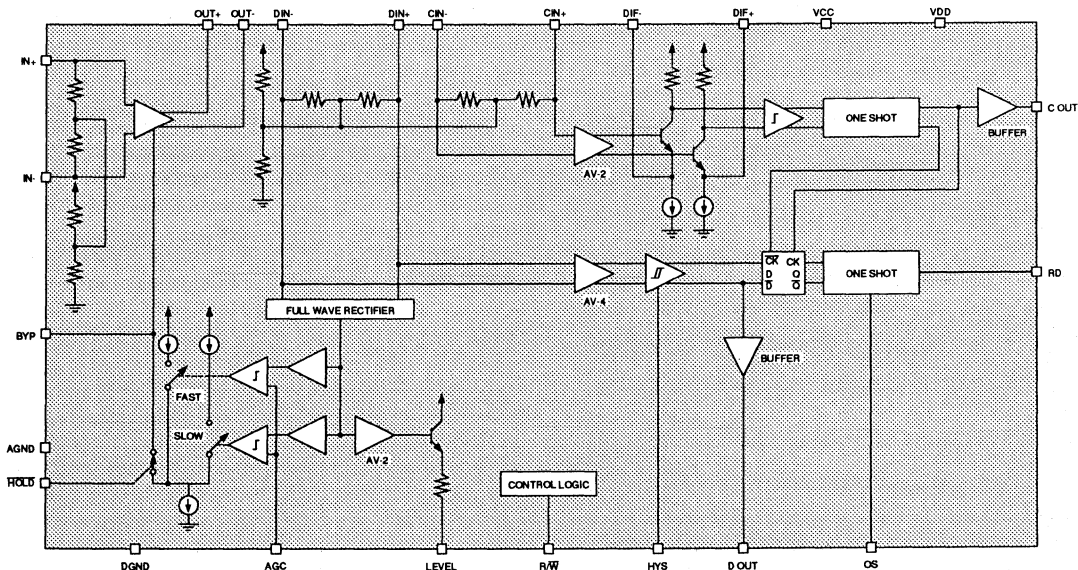 OUT+ OUT- DIN- DIN+ CIN- CIN+ DIF- DIF+ VCC VDD
IN+
C OUT
ONE SHOT
BUFFER
AV-2
IN-
CK CK
D Q
Q Q
ONE SHOT
RD
AV-4
FULL WAVE RECTIFIER
BYP
BUFFER
FAST
SLOW
AV-2
AGND
HOLD
CONTROL LOGIC
DGND AGC LEVEL R/W HYS D OUT OS